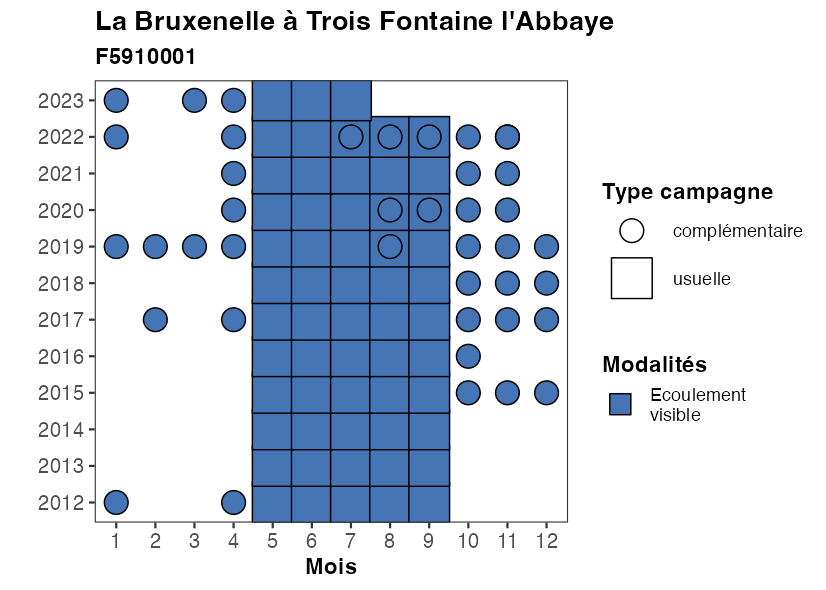 La Bruxenelle à Trois Fontaine l'Abbaye
F5910001
2023
2022
2021
2020
2019
2018
2017
2016
2015
2014
2013
2012
1 2 3 4 5 6 7 8 9 10 11 12
Mois
Type campagne
complémentaire
usuelle
Modalités
Ecoulement
visible